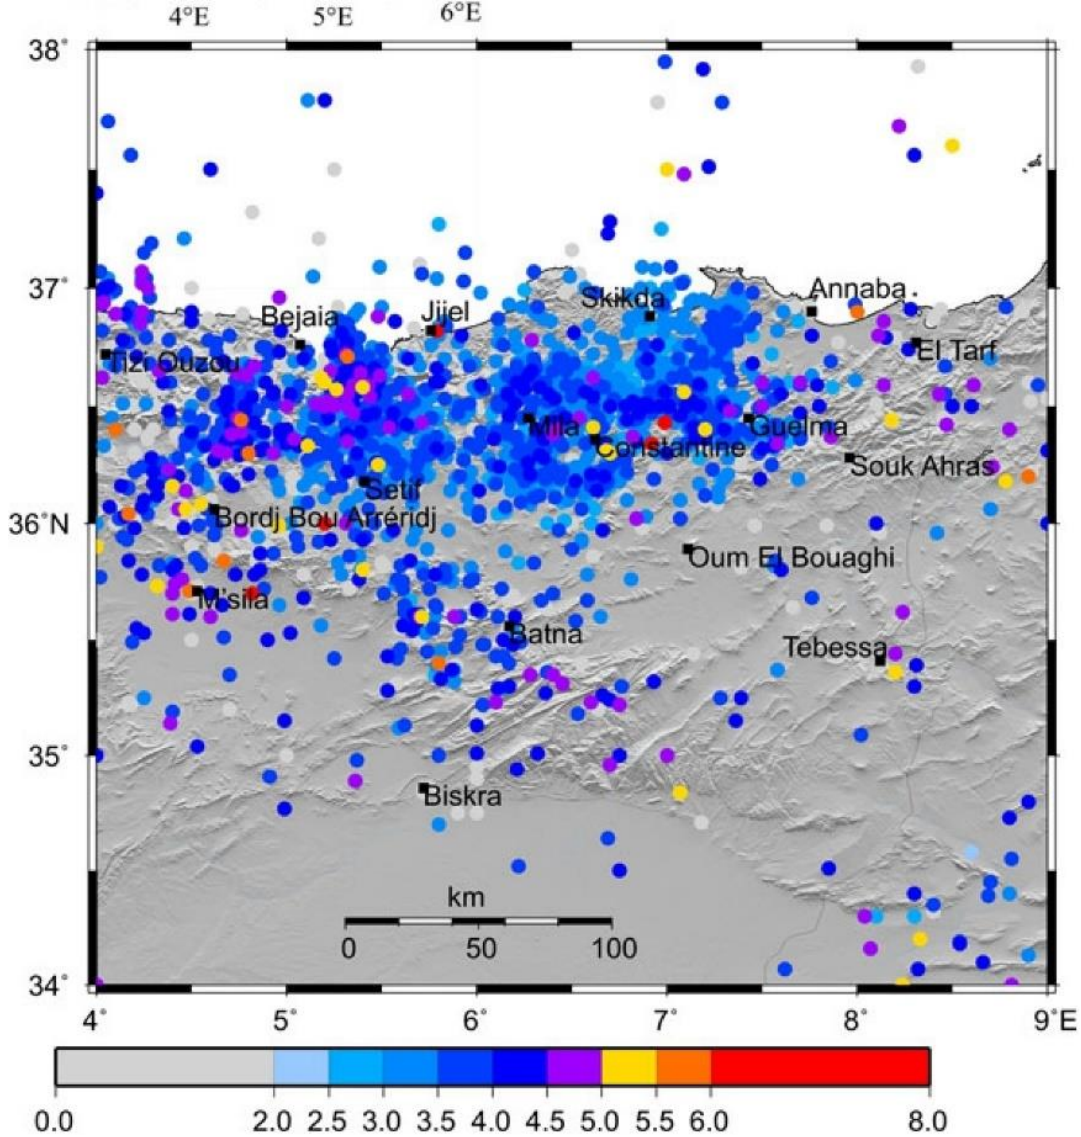 4°E 5°E 6°E
38°
37°
Annaba
Skikda
Bejaia
Jijel
Tizi Ouzou
El Tarf
Mila
Guelma
Constantine
Souk Ahras
Setif
Bordj Bou Arréridj
36°N
Oum El Bouaghi
M'sila
Batna
Tebessa
35°
Biskra
km
0 50 100
34°
4° 5° 6° 7° 8° 9°E
0.0 2.0 2.5 3.0 3.5 4.0 4.5 5.0 5.5 6.0 8.0